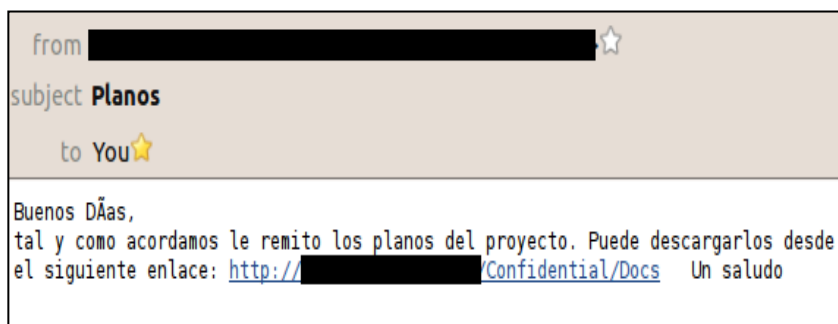 from
subject Planos
to You
Buenos DÃas,
tal y como acordamos le remito los planos del proyecto. Puede descargarlos desde
el siguiente enlace: http:// /Confidential/Docs Un saludo